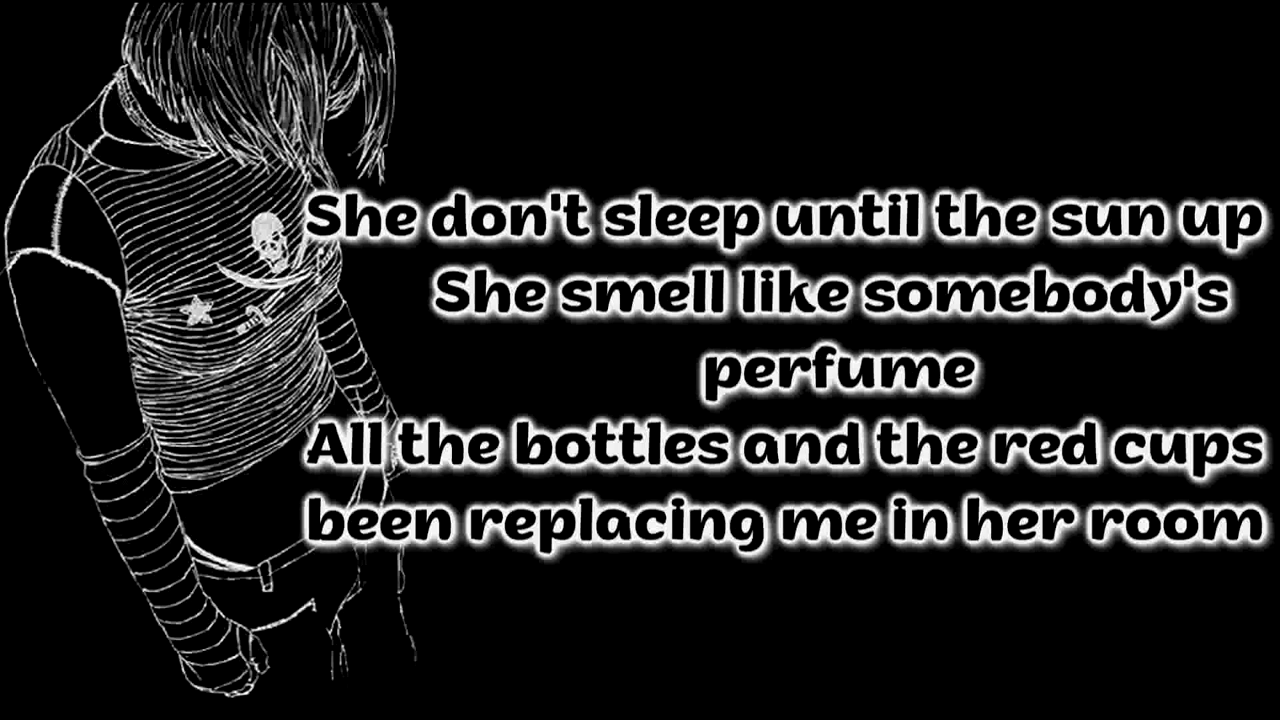 She don't sleep until the sun up
She smell like somebody's
perfume
All the bottles and the red cups
been replacing me in her room